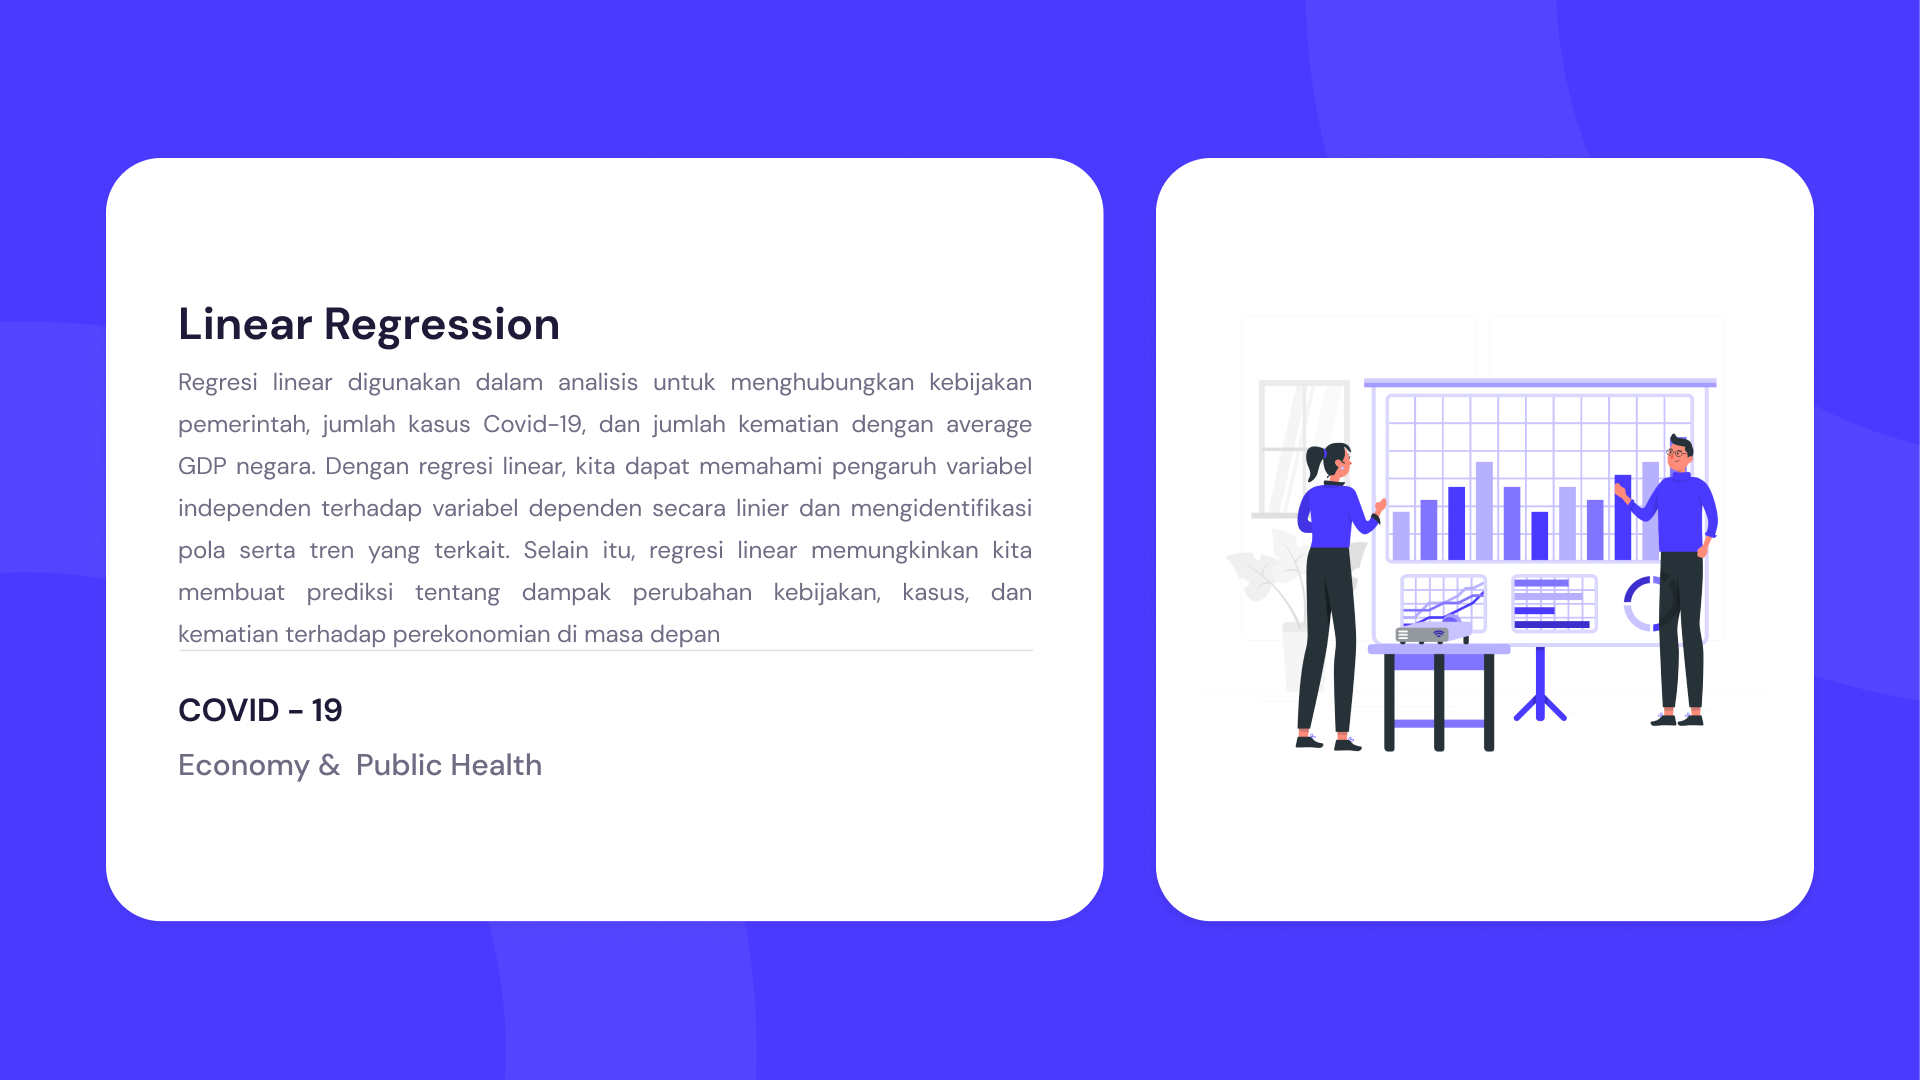 Linear Regression
Regresi linear digunakan dalam analisis untuk menghubungkan kebijakan
pemerintah, jumlah kasus Covid-19, dan jumlah kematian dengan average
GDP negara. Dengan regresi linear, kita dapat memahami pengaruh variabel
independen terhadap variabel dependen secara linier dan mengidentifikasi
pola serta tren yang terkait. Selain itu, regresi linear memungkinkan kita
membuat prediksi tentang dampak perubahan kebijakan, kasus, dan
kematian terhadap perekonomian di masa depan
COVID - 19
Economy & Public Health